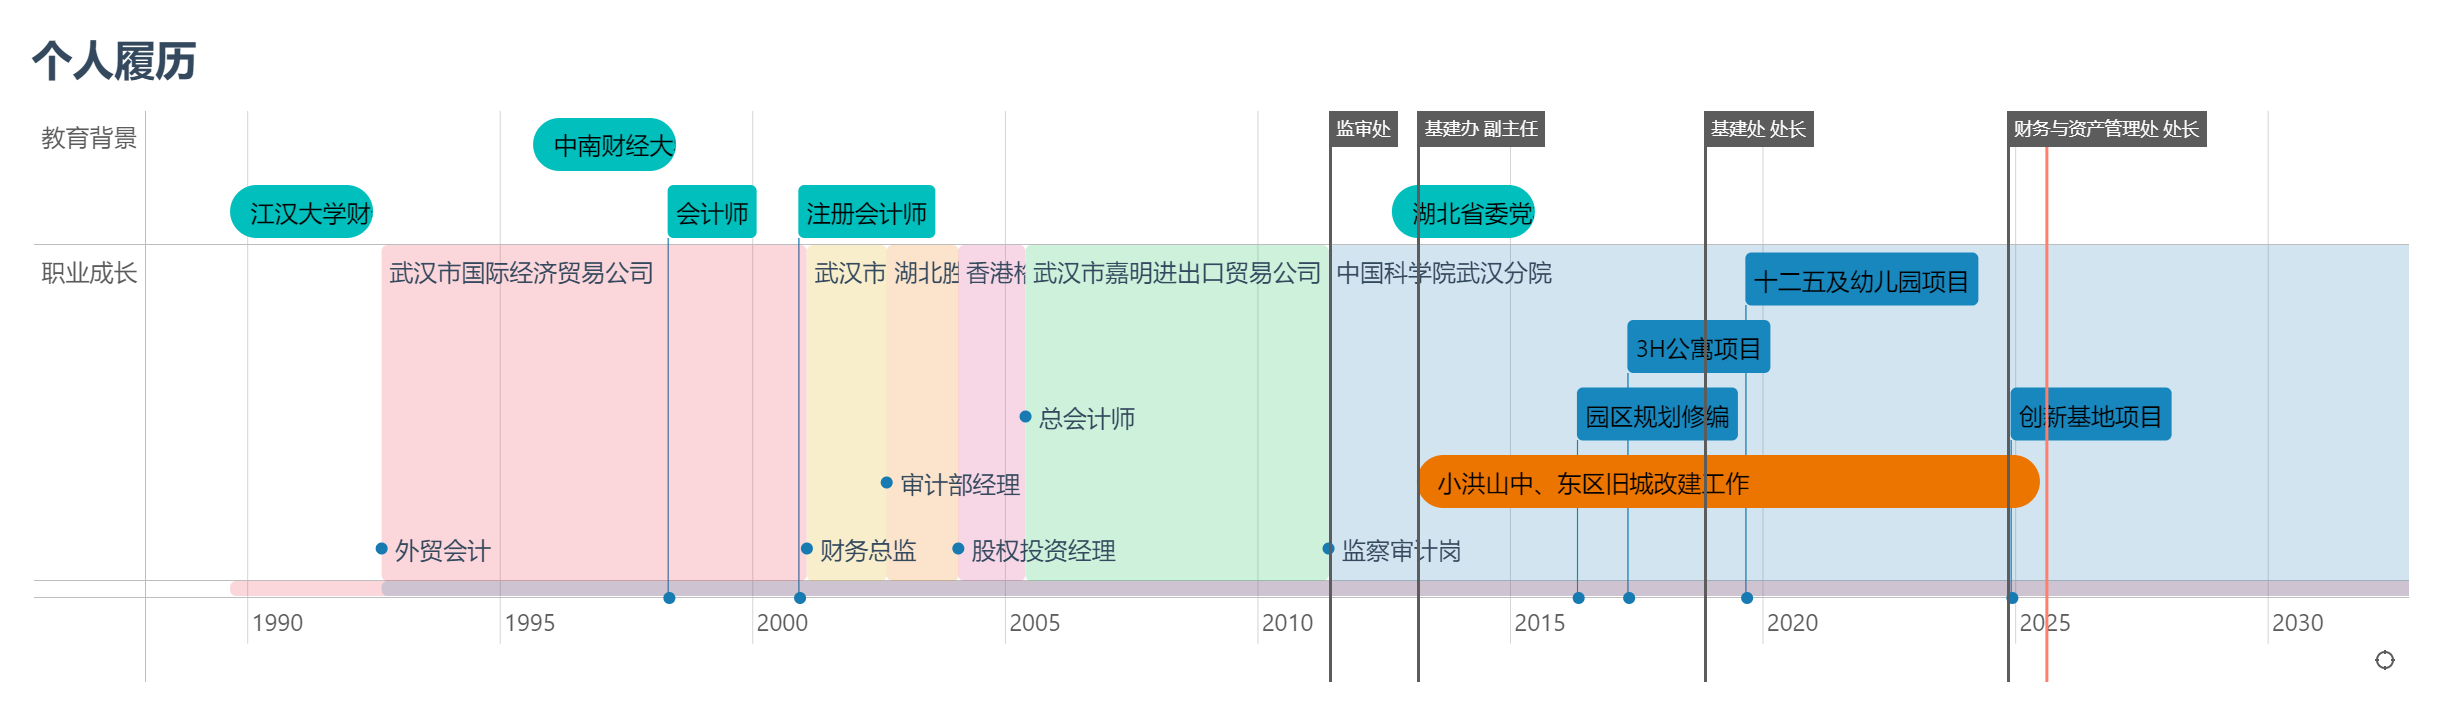 个人履历
监审处
基建办 副主任
基建处 处长
财务与资产管理处 处长
教育背景
中南财经大
江汉大学财
会计师
注册会计师
湖北省委党
职业成长
武汉市国际经济贸易公司
武汉市
湖北胜
香港格
武汉市嘉明进出口贸易公司
中国科学院武汉分院
十二五及幼儿园项目
3H公寓项目
总会计师
园区规划修编
创新基地项目
审计部经理
小洪山中、东区旧城改建工作
外贸会计
财务总监
股权投资经理
监察审计岗
1990
1995
2000
2005
2010
2015
2020
2025
2030